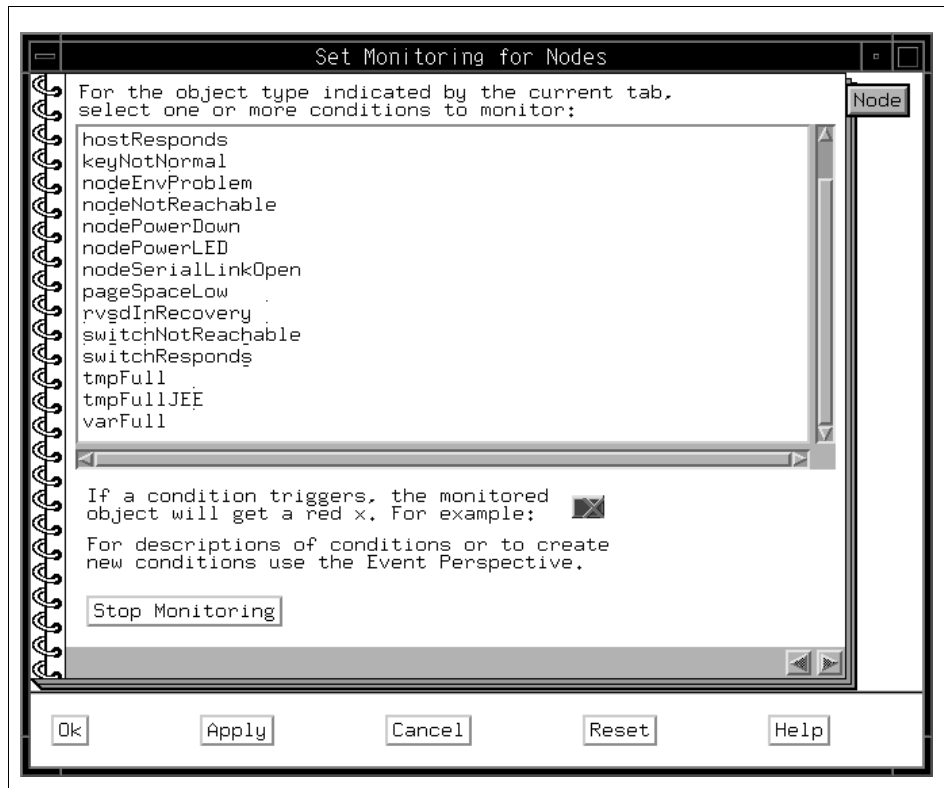 Set Monitoring for Nodes
For the object type indicated by the current tab,
select one or more conditions to monitor:
Node
hostResponds
keyNotNormal
nodeEnvProblem
nodeNotReachable
nodePowerDown
nodePowerLED
nodeSerialLinkOpen
pageSpaceLow
rvsdInRecovery
switchNotReachable
switchResponds
tmpFull
tmpFullJEE
varFull
If a condition triggers, the monitored
object will get a red x. For example:
For descriptions of conditions or to create
new conditions use the Event Perspective.
Stop Monitoring
Ok Apply Cancel Reset Help